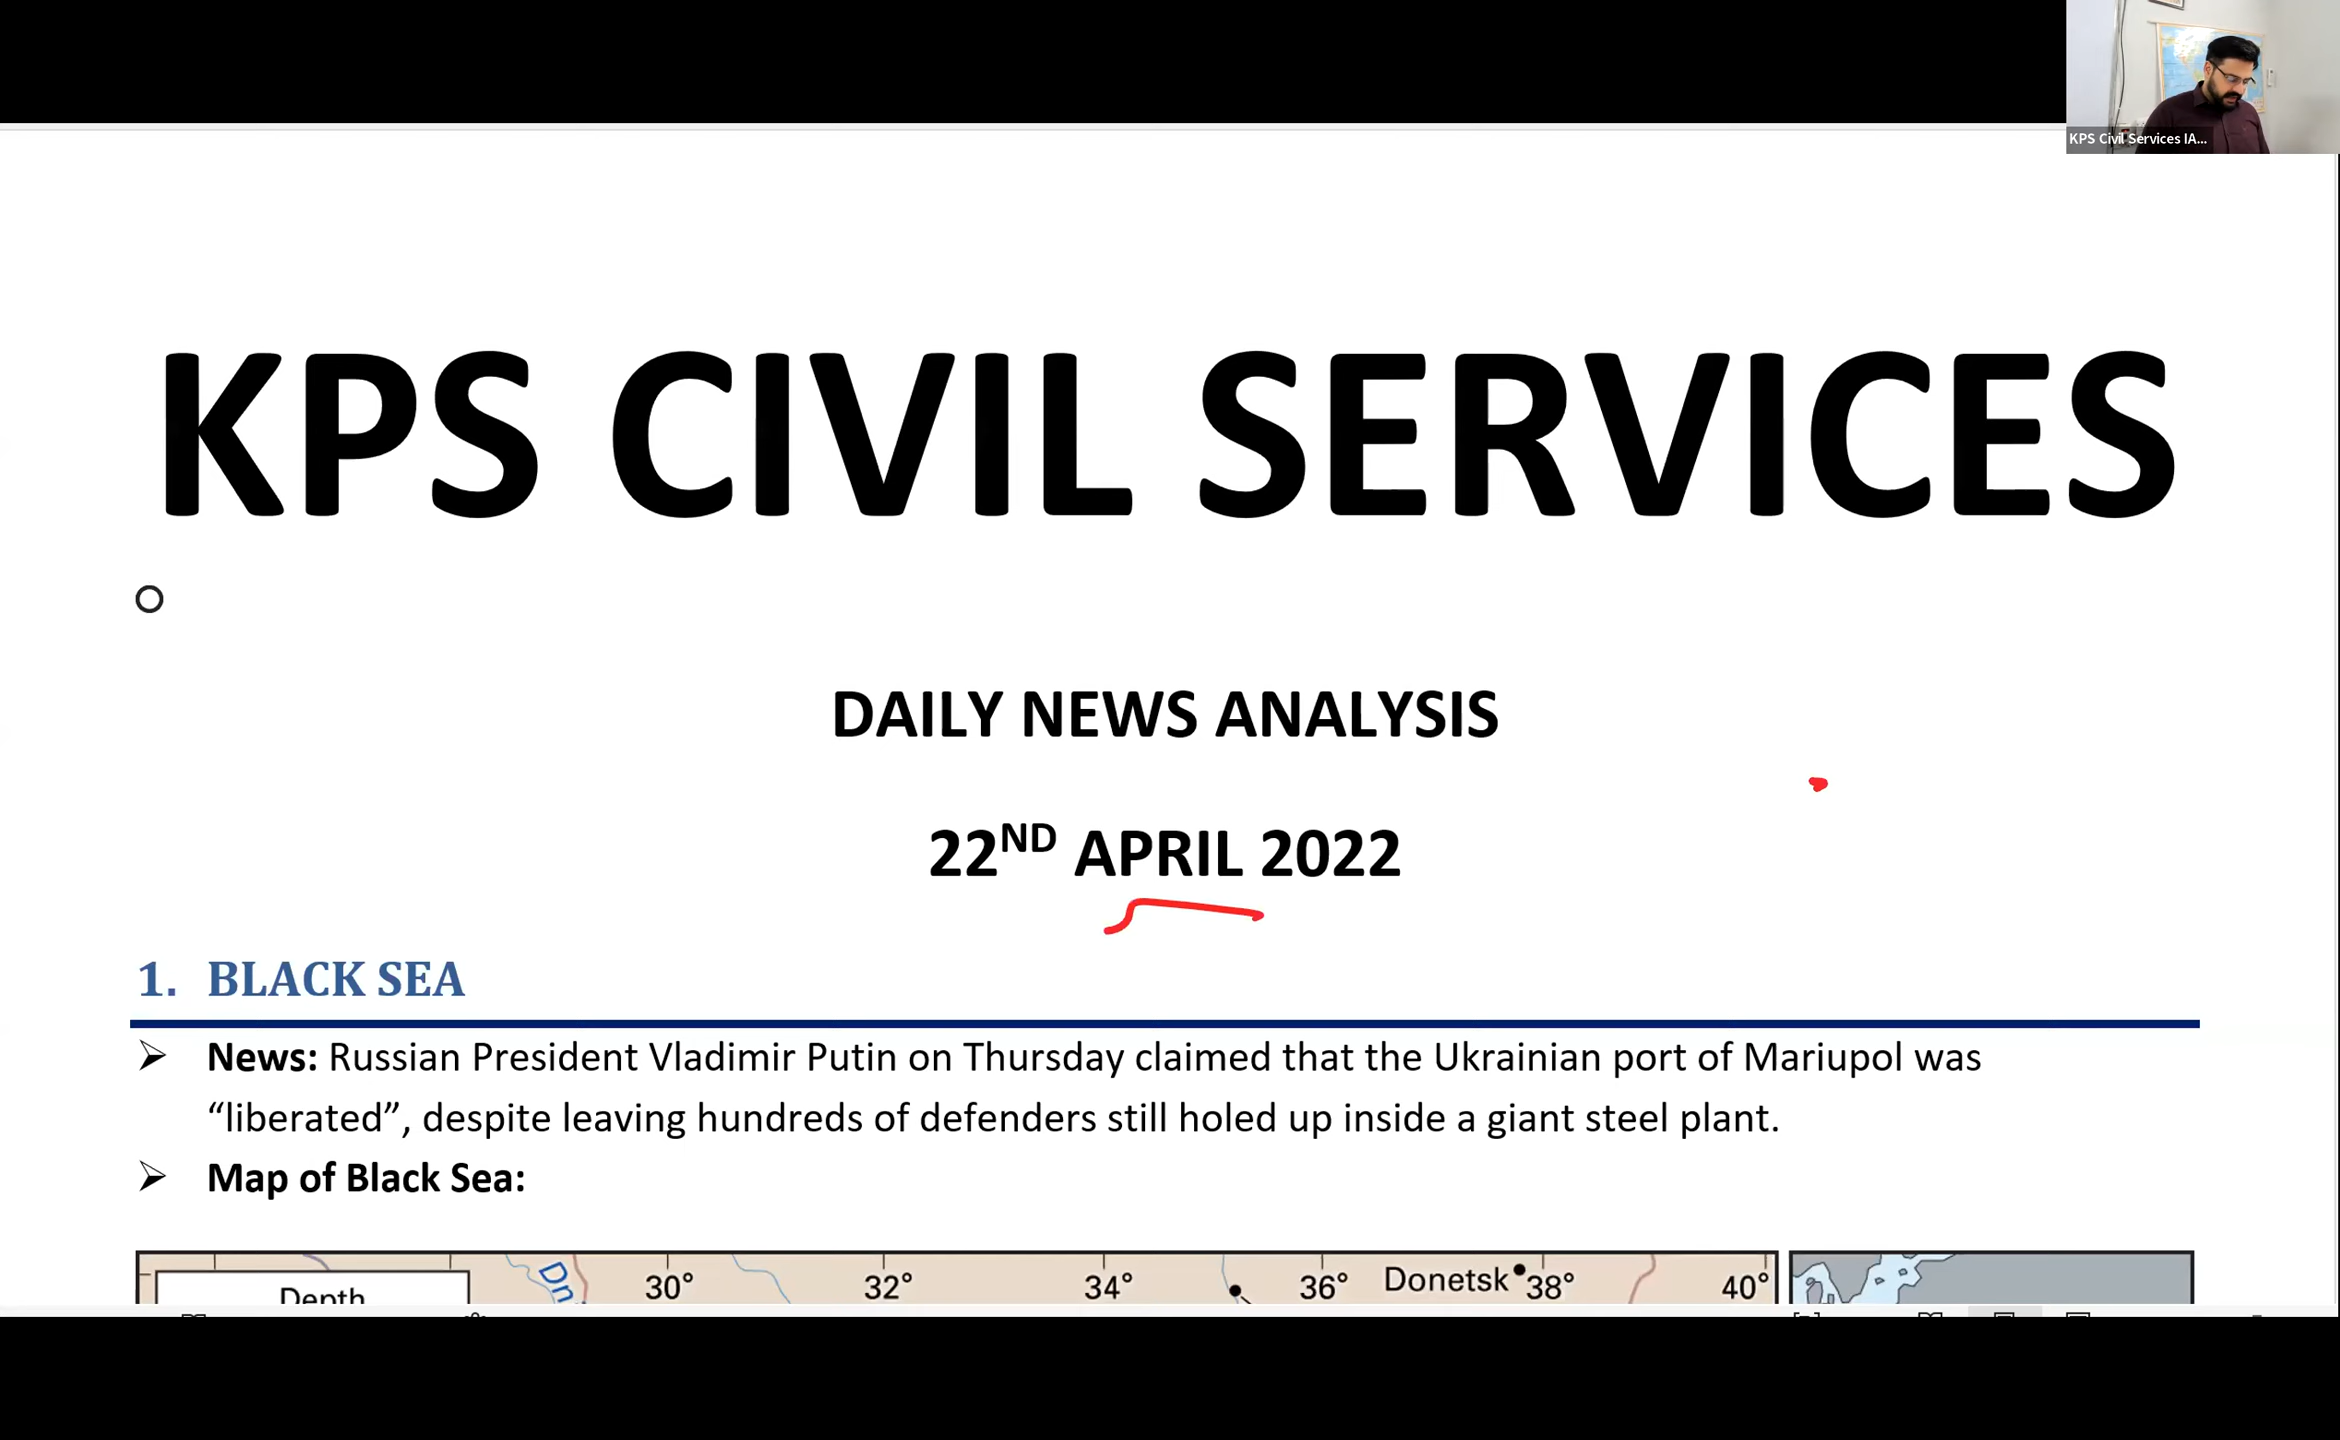 KPS Civil Services IA...
KPS CIVIL SERVICES
DAILY NEWS ANALYSIS
22ND APRIL 2022
1. BLACK SEA
➢ News: Russian President Vladimir Putin on Thursday claimed that the Ukrainian port of Mariupol was
“liberated”, despite leaving hundreds of defenders still holed up inside a giant steel plant.
➢ Map of Black Sea:
Depth
Dn
30° 32° 34° 36° Donetsk 38° 40°